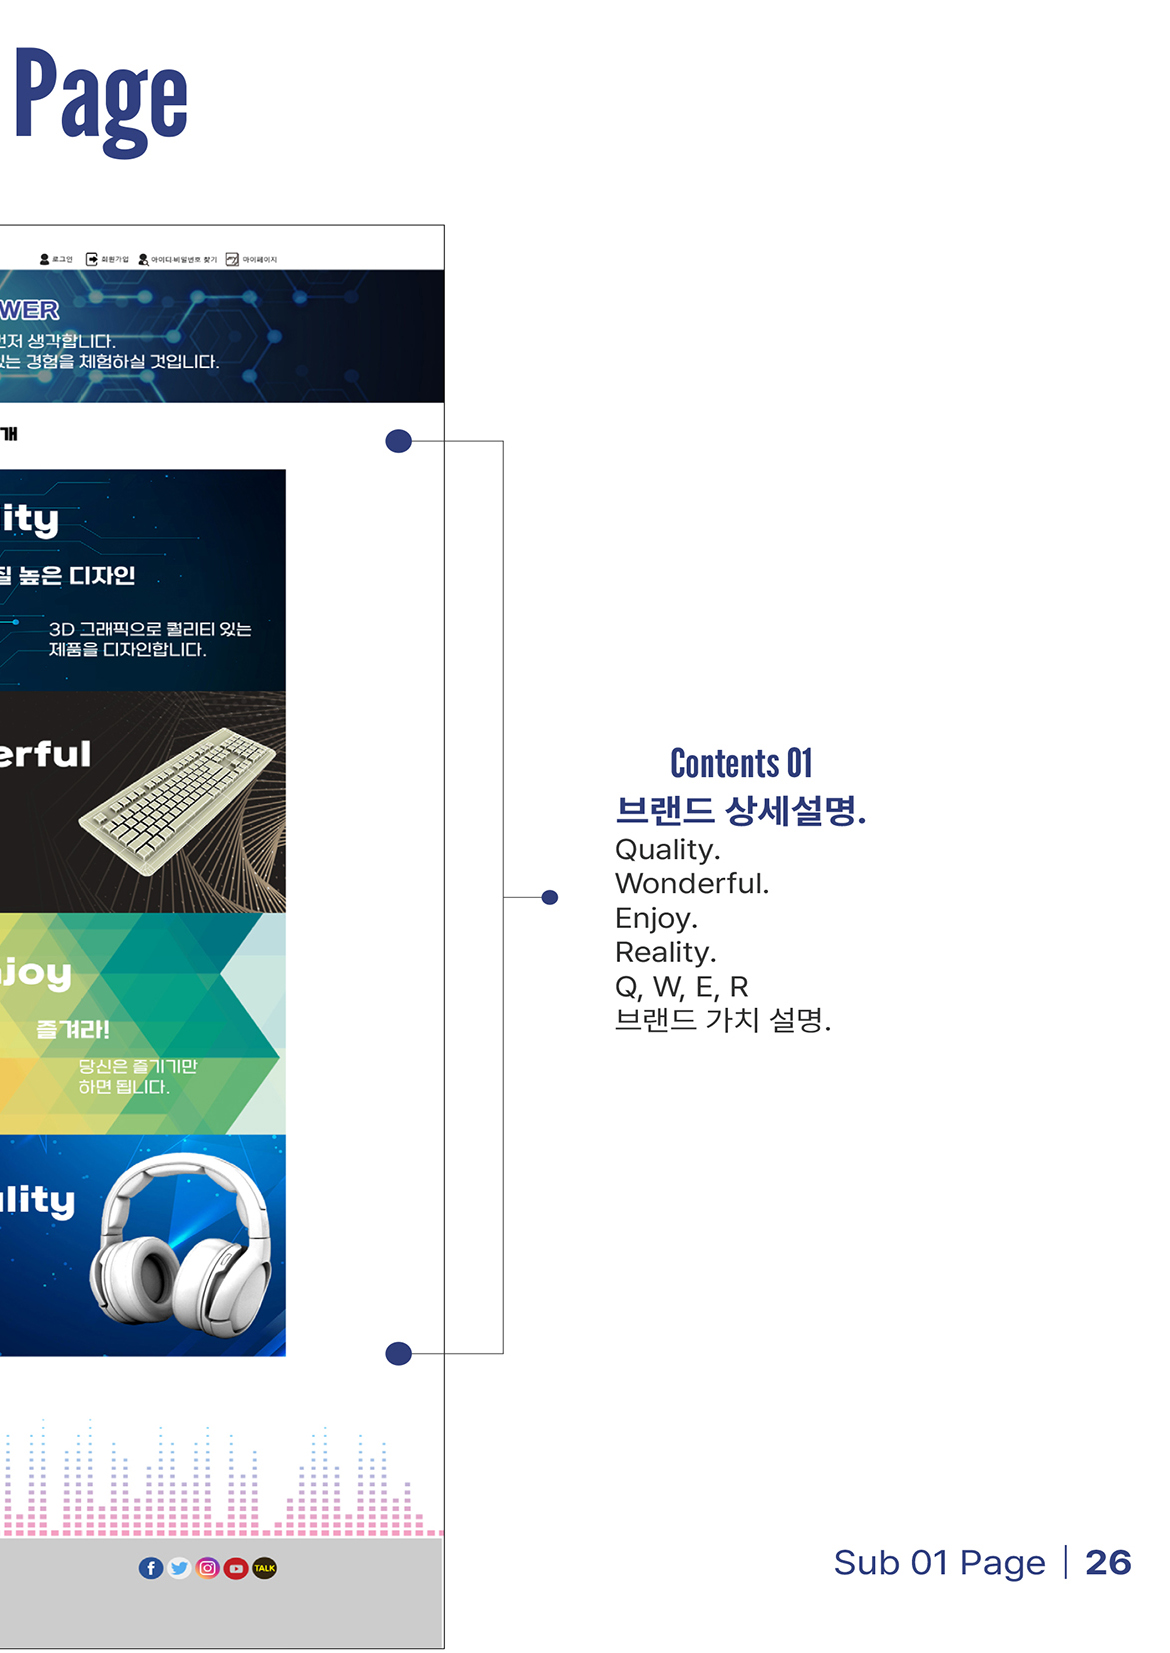 Page
로그인 회원가입 아이디·비밀번호 찾기 마이페이지
WER
먼저 생각합니다.
있는 경험을 체험하실 것입니다.
개
ity
질 높은 디자인
3D 그래픽으로 퀄리티 있는
제품을 디자인합니다.
erful
njoy
즐겨라!
당신은 즐기기만
하면 됩니다.
ality
Contents 01
브랜드 상세설명.
Quality.
Wonderful.
Enjoy.
Reality.
Q, W, E, R
브랜드 가치 설명.
TALK
Sub 01 Page | 26